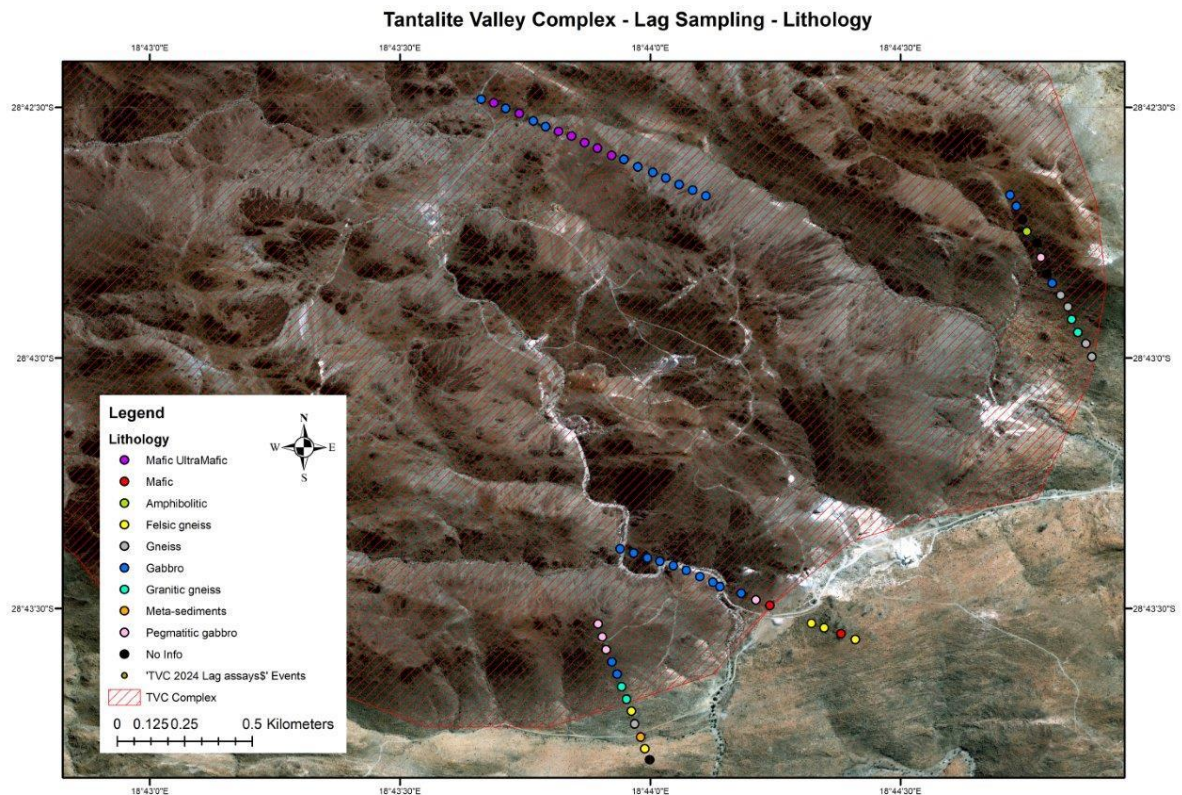 Tantalite Valley Complex - Lag Sampling - Lithology
18°43'0"E 18°43'30"E 18°44'0"E 18°44'30"E
28°42'30"S 28°42'30"S
28°43'0"S 28°43'0"S
28°43'30"S 28°43'30"S
Legend
Lithology
N
W E
S
Mafic UltraMafic
Mafic
Amphibolitic
Felsic gneiss
Gneiss
Gabbro
Granitic gneiss
Meta-sediments
Pegmatitic gabbro
No Info
'TVC 2024 Lag assays$' Events
TVC Complex
0 0.125 0.25 0.5 Kilometers
18°43'0"E 18°43'30"E 18°44'0"E 18°44'30"E